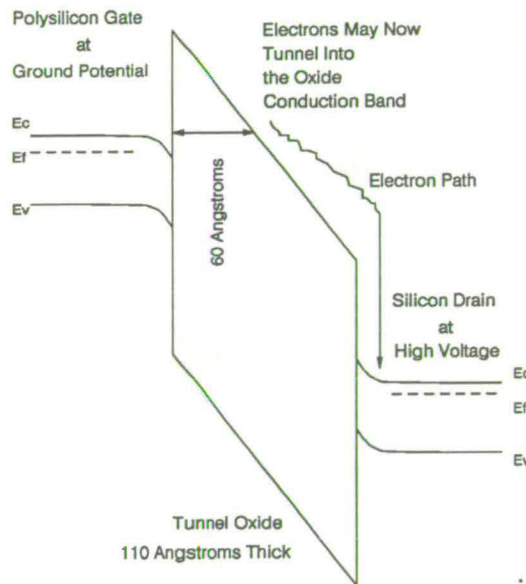 Polysilicon Gate
at
Ground Potential
Electrons May Now
Tunnel Into
the Oxide
Conduction Band
Ec
Ef
Ev
60 Angstroms
Electron Path
Silicon Drain
at
High Voltage
Ec
Ef
Ev
Tunnel Oxide
110 Angstroms Thick